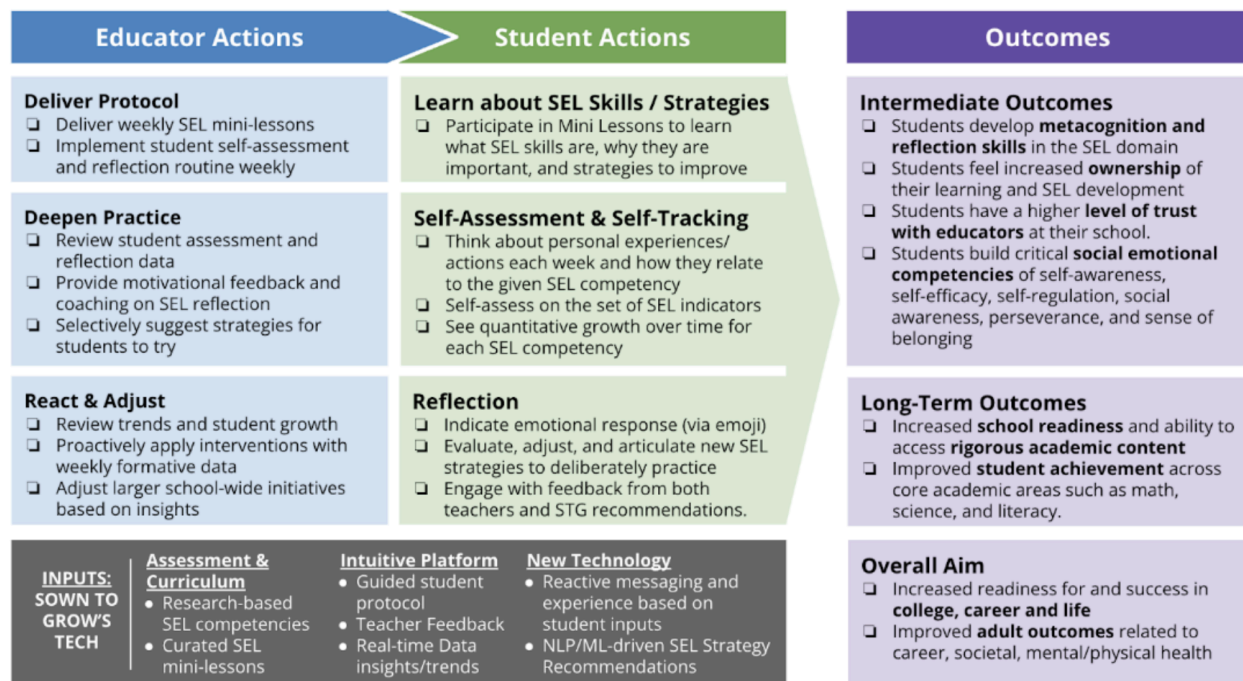 Educator Actions
Student Actions
Outcomes
Deliver Protocol
❏ Deliver weekly SEL mini-lessons
❏ Implement student self-assessment
and reflection routine weekly
Deepen Practice
❏ Review student assessment and
reflection data
❏ Provide motivational feedback and
coaching on SEL reflection
❏ Selectively suggest strategies for
students to try
React & Adjust
❏ Review trends and student growth
❏ Proactively apply interventions with
weekly formative data
❏ Adjust larger school-wide initiatives
based on insights
Learn about SEL Skills / Strategies
❏ Participate in Mini Lessons to learn
what SEL skills are, why they are
important, and strategies to improve
Self-Assessment & Self-Tracking
❏ Think about personal experiences/
actions each week and how they relate
to the given SEL competency
❏ Self-assess on the set of SEL indicators
❏ See quantitative growth over time for
each SEL competency
Reflection
❏ Indicate emotional response (via emoji)
❏ Evaluate, adjust, and articulate new SEL
strategies to deliberately practice
❏ Engage with feedback from both
teachers and STG recommendations.
Intermediate Outcomes
❏ Students develop metacognition and
reflection skills in the SEL domain
❏ Students feel increased ownership of
their learning and SEL development
❏ Students have a higher level of trust
with educators at their school.
❏ Students build critical social emotional
competencies of self-awareness,
self-efficacy, self-regulation, social
awareness, perseverance, and sense of
belonging
Long-Term Outcomes
❏ Increased school readiness and ability to
access rigorous academic content
❏ Improved student achievement across
core academic areas such as math,
science, and literacy.
Overall Aim
❏ Increased readiness for and success in
college, career and life
❏ Improved adult outcomes related to
career, societal, mental/physical health
INPUTS:
SOWN TO
GROW'S
TECH
Assessment &
Curriculum
● Research-based
SEL competencies
● Curated SEL
mini-lessons
Intuitive Platform
● Guided student
protocol
● Teacher Feedback
● Real-time Data
insights/trends
New Technology
● Reactive messaging and
experience based on
student inputs
● NLP/ML-driven SEL Strategy
Recommendations